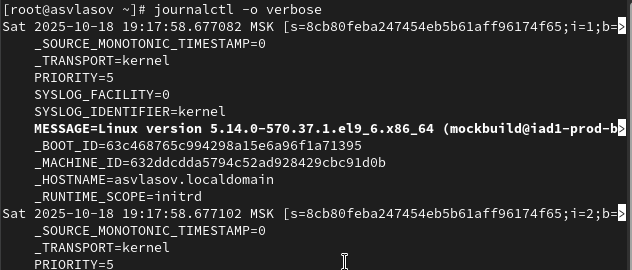 [root@asvlasov ~]# journalctl -o verbose
Sat 2025-10-18 19:17:58.677082 MSK [s=8cb80feba247454eb5b61aff96174f65;i=1;b=>
    _SOURCE_MONOTONIC_TIMESTAMP=0
    _TRANSPORT=kernel
    PRIORITY=5
    SYSLOG_FACILITY=0
    SYSLOG_IDENTIFIER=kernel
    MESSAGE=Linux version 5.14.0-570.37.1.el9_6.x86_64 (mockbuild@iad1-prod-b>
    _BOOT_ID=63c468765c994298a15e6a96f1a71395
    _MACHINE_ID=632ddcdda5794c52ad928429cbc91d0b
    _HOSTNAME=asvlasov.localdomain
    _RUNTIME_SCOPE=initrd
Sat 2025-10-18 19:17:58.677102 MSK [s=8cb80feba247454eb5b61aff96174f65;i=2;b=>
    _SOURCE_MONOTONIC_TIMESTAMP=0
    _TRANSPORT=kernel
    PRIORITY=5